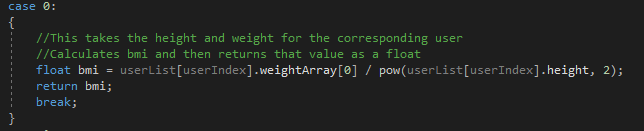 case 0:
{
//This takes the height and weight for the corresponding user
//Calculates bmi and then returns that value as a float
float bmi = userList[userIndex].weightArray[0] / pow(userList[userIndex].height, 2);
return bmi;
break;
}